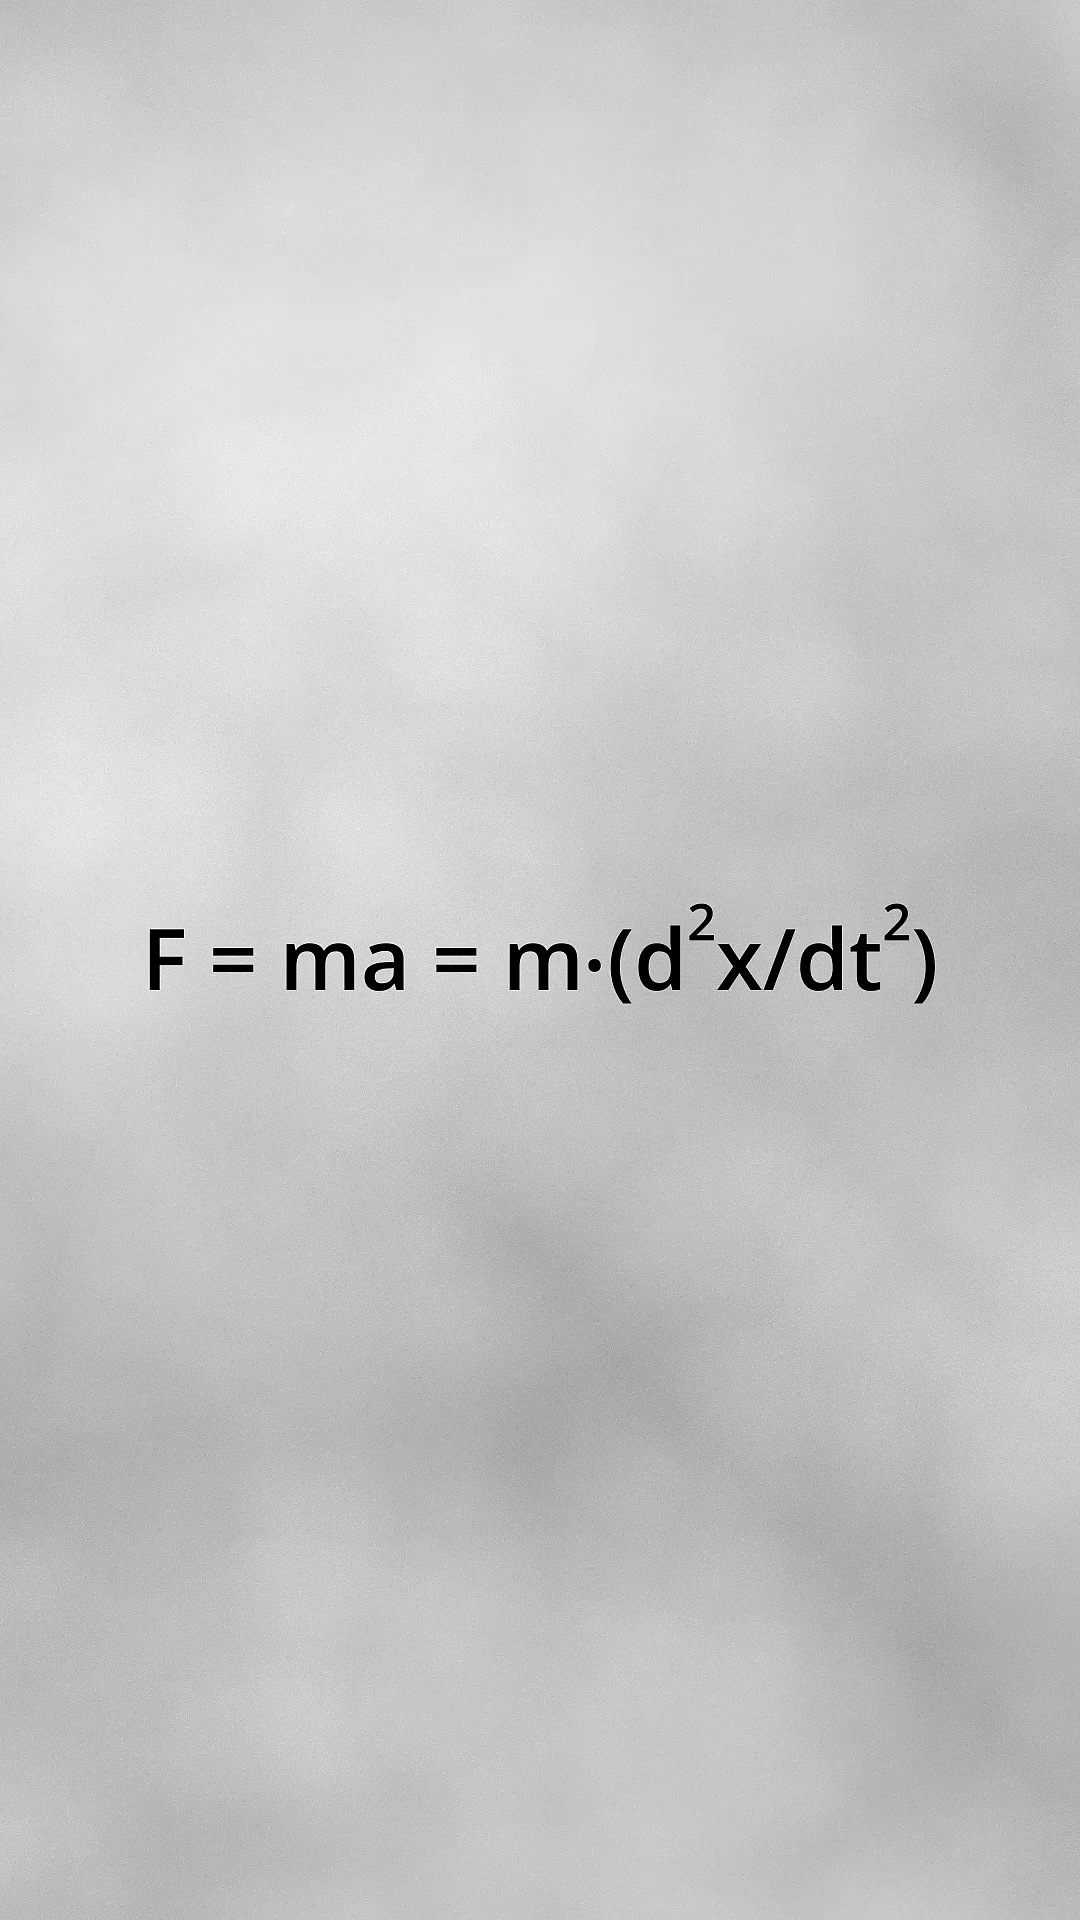 F = ma = m·(d²x/dt²)